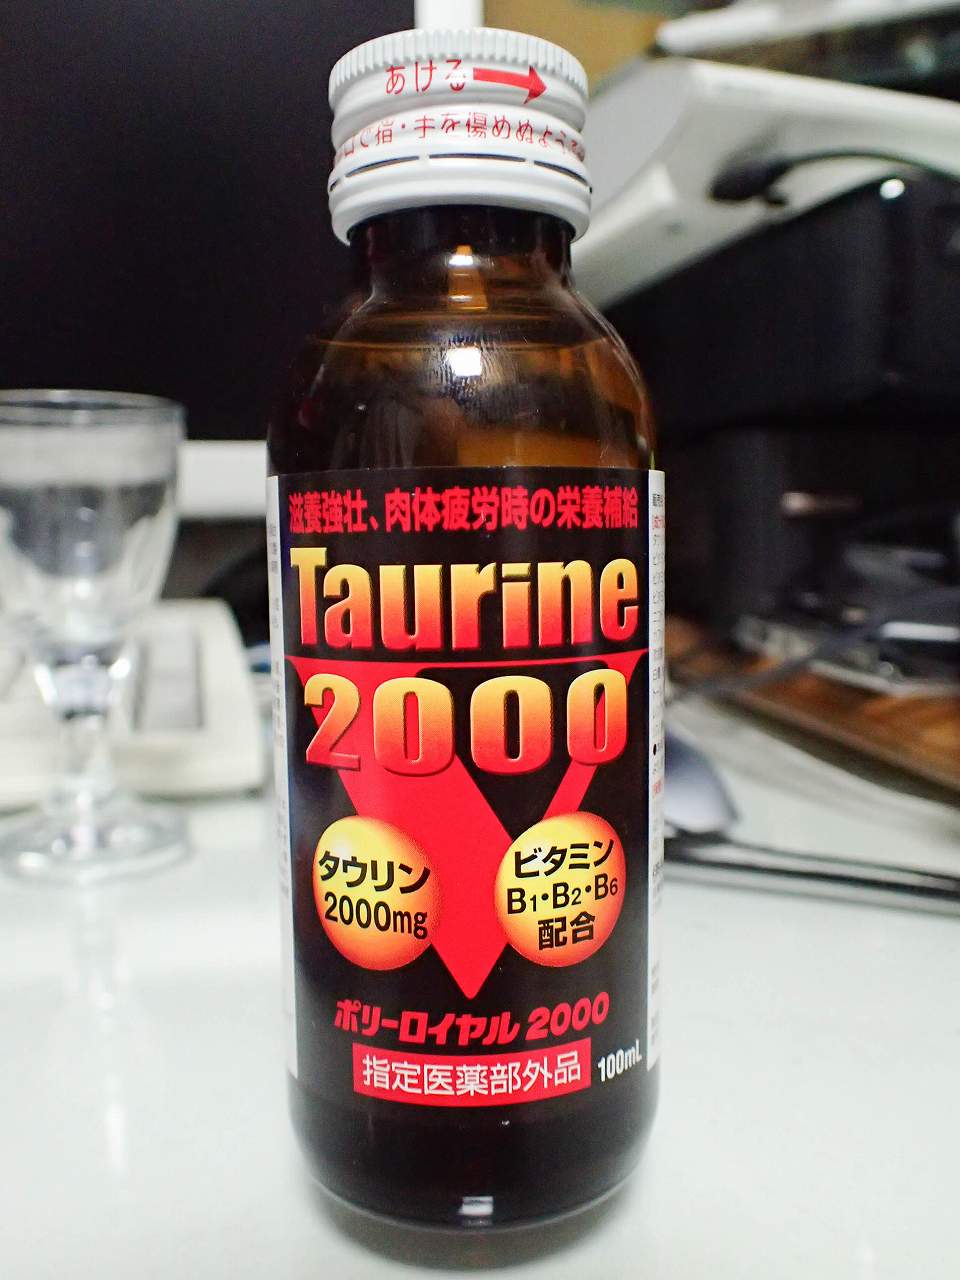 あける
口で指・手を傷めぬよう
滋養強壮、肉体疲労時の栄養補給
Taurine
2000
タウリン
2000mg
ビタミン
B1・B2・B6
配合
ポリーロイヤル 2000
指定医薬部外品
100mL